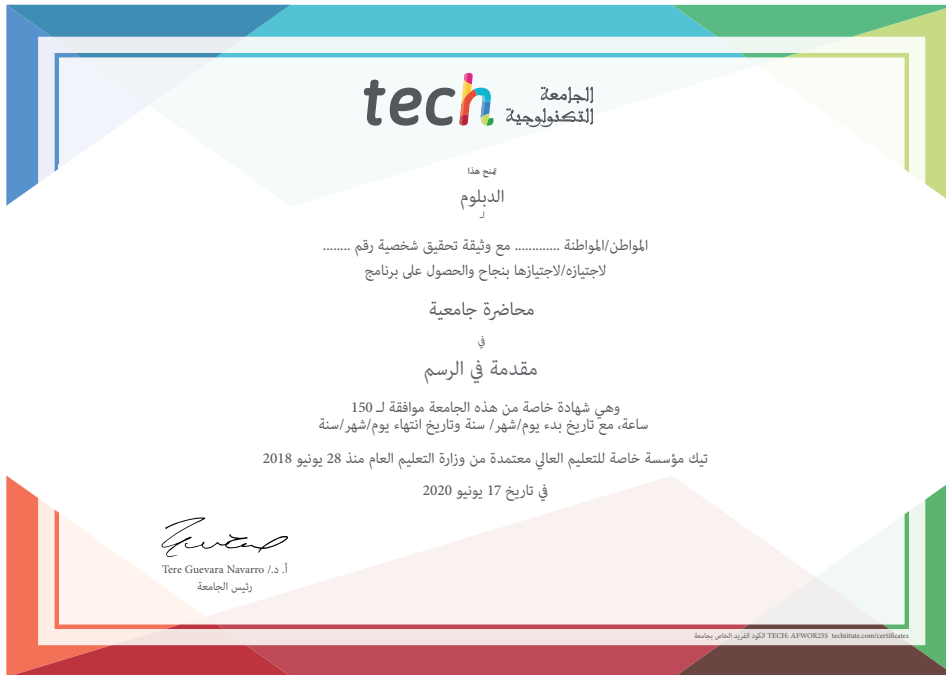 tech
الجامعة
التكنولوجية
يمنح هذا
الدبلوم
لـ
المواطن/المواطنة ............ مع وثيقة تحقيق شخصية رقم ........
لاجتيازه/لاجتيازها بنجاح والحصول على برنامج
محاضرة جامعية
في
مقدمة في الرسم
وهي شهادة خاصة من هذه الجامعة موافقة لـ 150
ساعة، مع تاريخ بدء يوم/شهر/ سنة وتاريخ انتهاء يوم/شهر/سنة
تيك مؤسسة خاصة للتعليم العالي معتمدة من وزارة التعليم العام منذ 28 يونيو 2018
في تاريخ 17 يونيو 2020
أ. د./ Tere Guevara Navarro
رئيس الجامعة
الكود الفريد الخاص بجامعة TECH: AFWOR23S techtitute.com/certificates